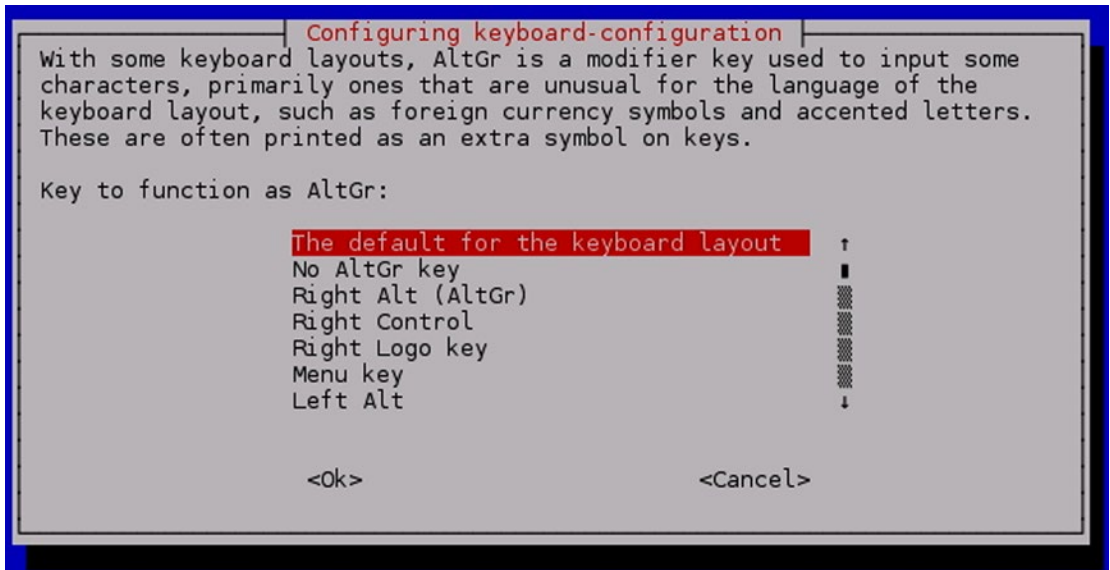 Configuring keyboard-configuration
With some keyboard layouts, AltGr is a modifier key used to input some
characters, primarily ones that are unusual for the language of the
keyboard layout, such as foreign currency symbols and accented letters.
These are often printed as an extra symbol on keys.
Key to function as AltGr:
The default for the keyboard layout
No AltGr key
Right Alt (AltGr)
Right Control
Right Logo key
Menu key
Left Alt
<Ok> <Cancel>